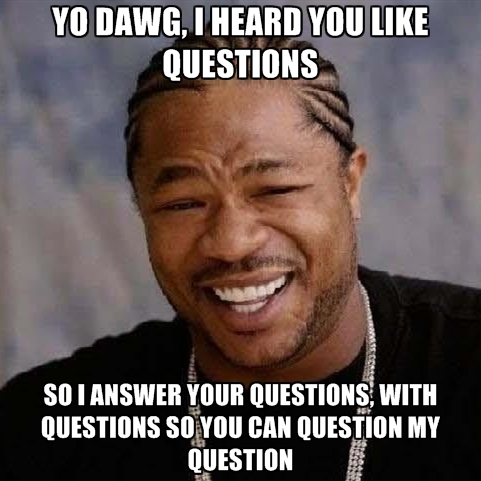 YO DAWG, I HEARD YOU LIKE
QUESTIONS
SO I ANSWER YOUR QUESTIONS, WITH
QUESTIONS SO YOU CAN QUESTION MY
QUESTION